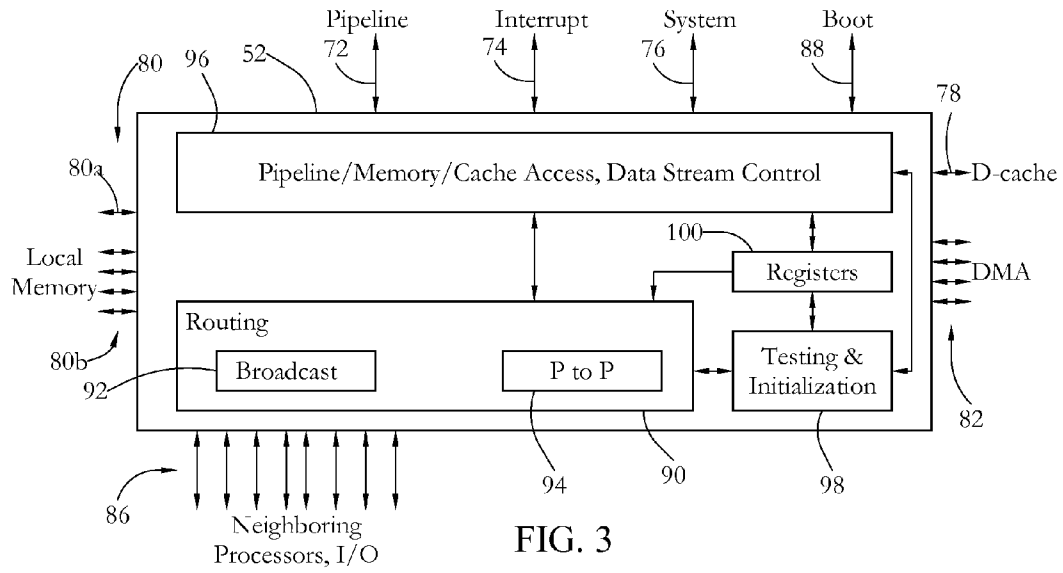 Pipeline
Interrupt
System
Boot
72
74
76
88
80
96
52
78
80a
Pipeline/Memory/Cache Access, Data Stream Control
D-cache
100
Local
Memory
Registers
DMA
Routing
80b
Testing &
Initialization
92
Broadcast
P to P
82
86
94
90
98
Neighboring
Processors, I/O
FIG. 3